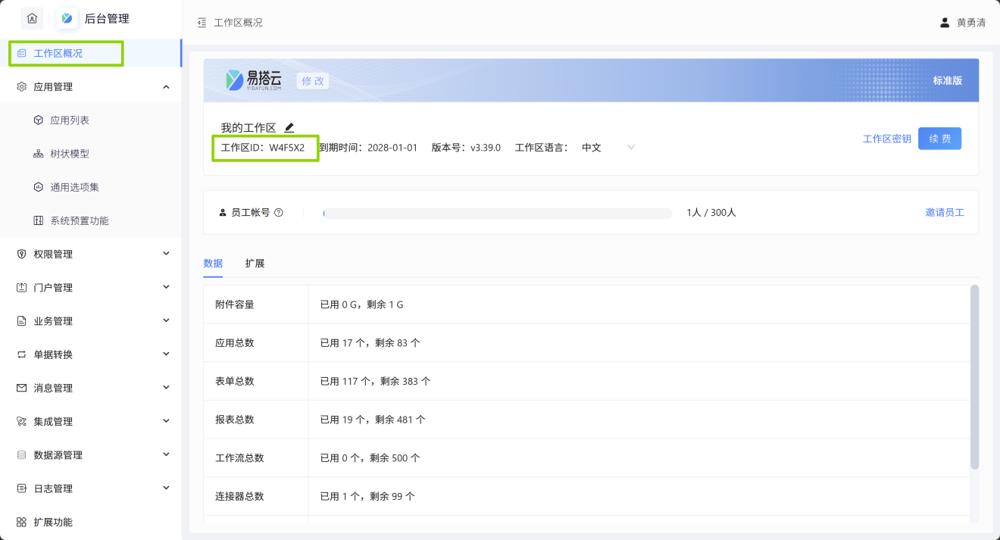 后台管理
工作区概况
应用管理
应用列表
树状模型
通用选项集
系统预置功能
权限管理
门户管理
业务管理
单据转换
消息管理
集成管理
数据源管理
日志管理
扩展功能
工作区概况
黄勇清
易搭云
YIDAYUN.COM
修 改
标准版
我的工作区
工作区ID：W4F5X2 到期时间：2028-01-01 版本号：v3.39.0 工作区语言： 中文
工作区密钥
续 费
员工帐号
1人 / 300人
邀请员工
数据 扩展
附件容量 已用 0 G，剩余 1 G
应用总数 已用 17 个，剩余 83 个
表单总数 已用 117 个，剩余 383 个
报表总数 已用 19 个，剩余 481 个
工作流总数 已用 0 个，剩余 500 个
连接器总数 已用 1 个，剩余 99 个